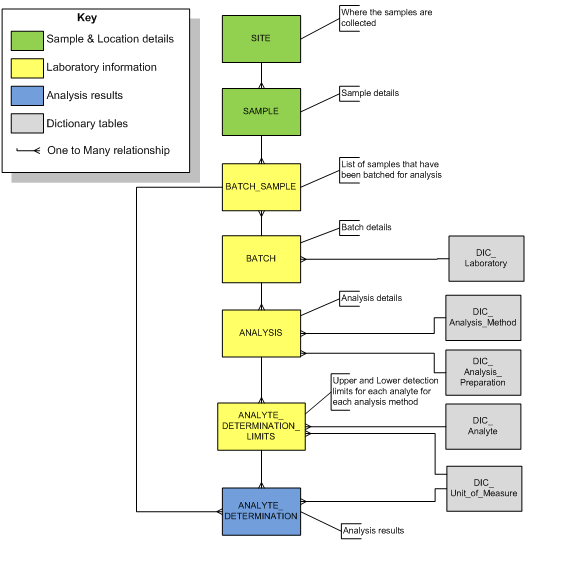 Key
Sample & Location details
Laboratory information
Analysis results
Dictionary tables
One to Many relationship
SITE
Where the samples are
collected
SAMPLE
Sample details
BATCH_SAMPLE
List of samples that have
been batched for analysis
BATCH
Batch details
DIC_
Laboratory
ANALYSIS
Analysis details
DIC_
Analysis_Method
DIC_
Analysis_
Preparation
ANALYTE_
DETERMINATION_
LIMITS
Upper and Lower detection
limits for each analyte for
each analysis method
DIC_
Analyte
DIC_
Unit_of_Measure
ANALYTE_
DETERMINATION
Analysis results